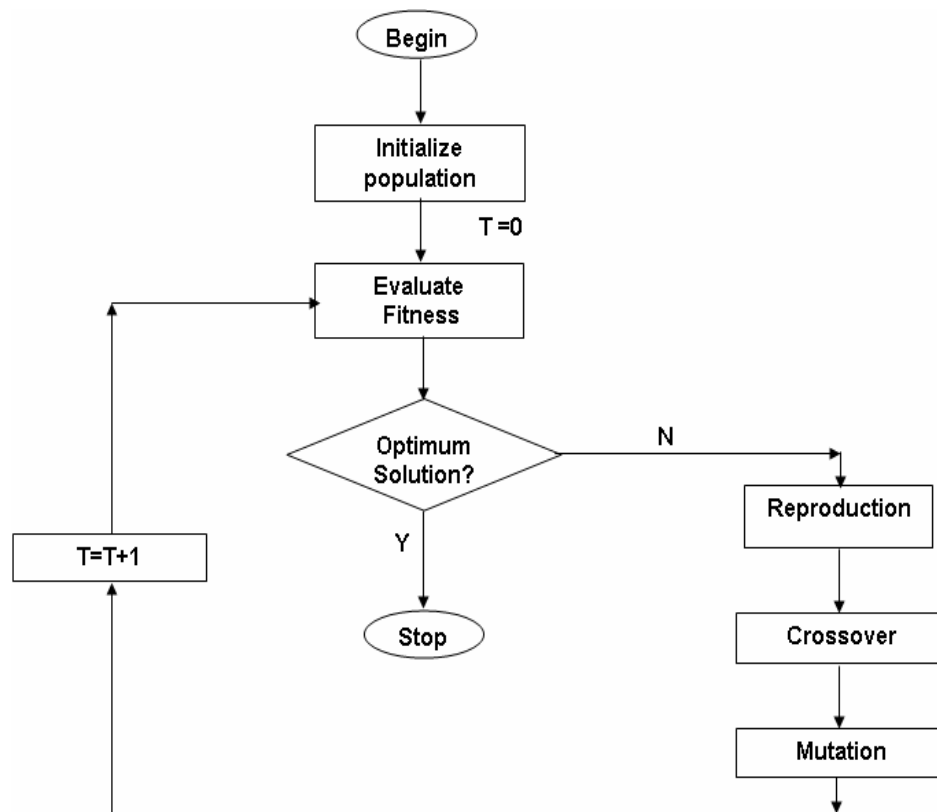 Begin
Initialize
population
T =0
Evaluate
Fitness
Optimum
Solution?
N
Y
Reproduction
T=T+1
Crossover
Stop
Mutation